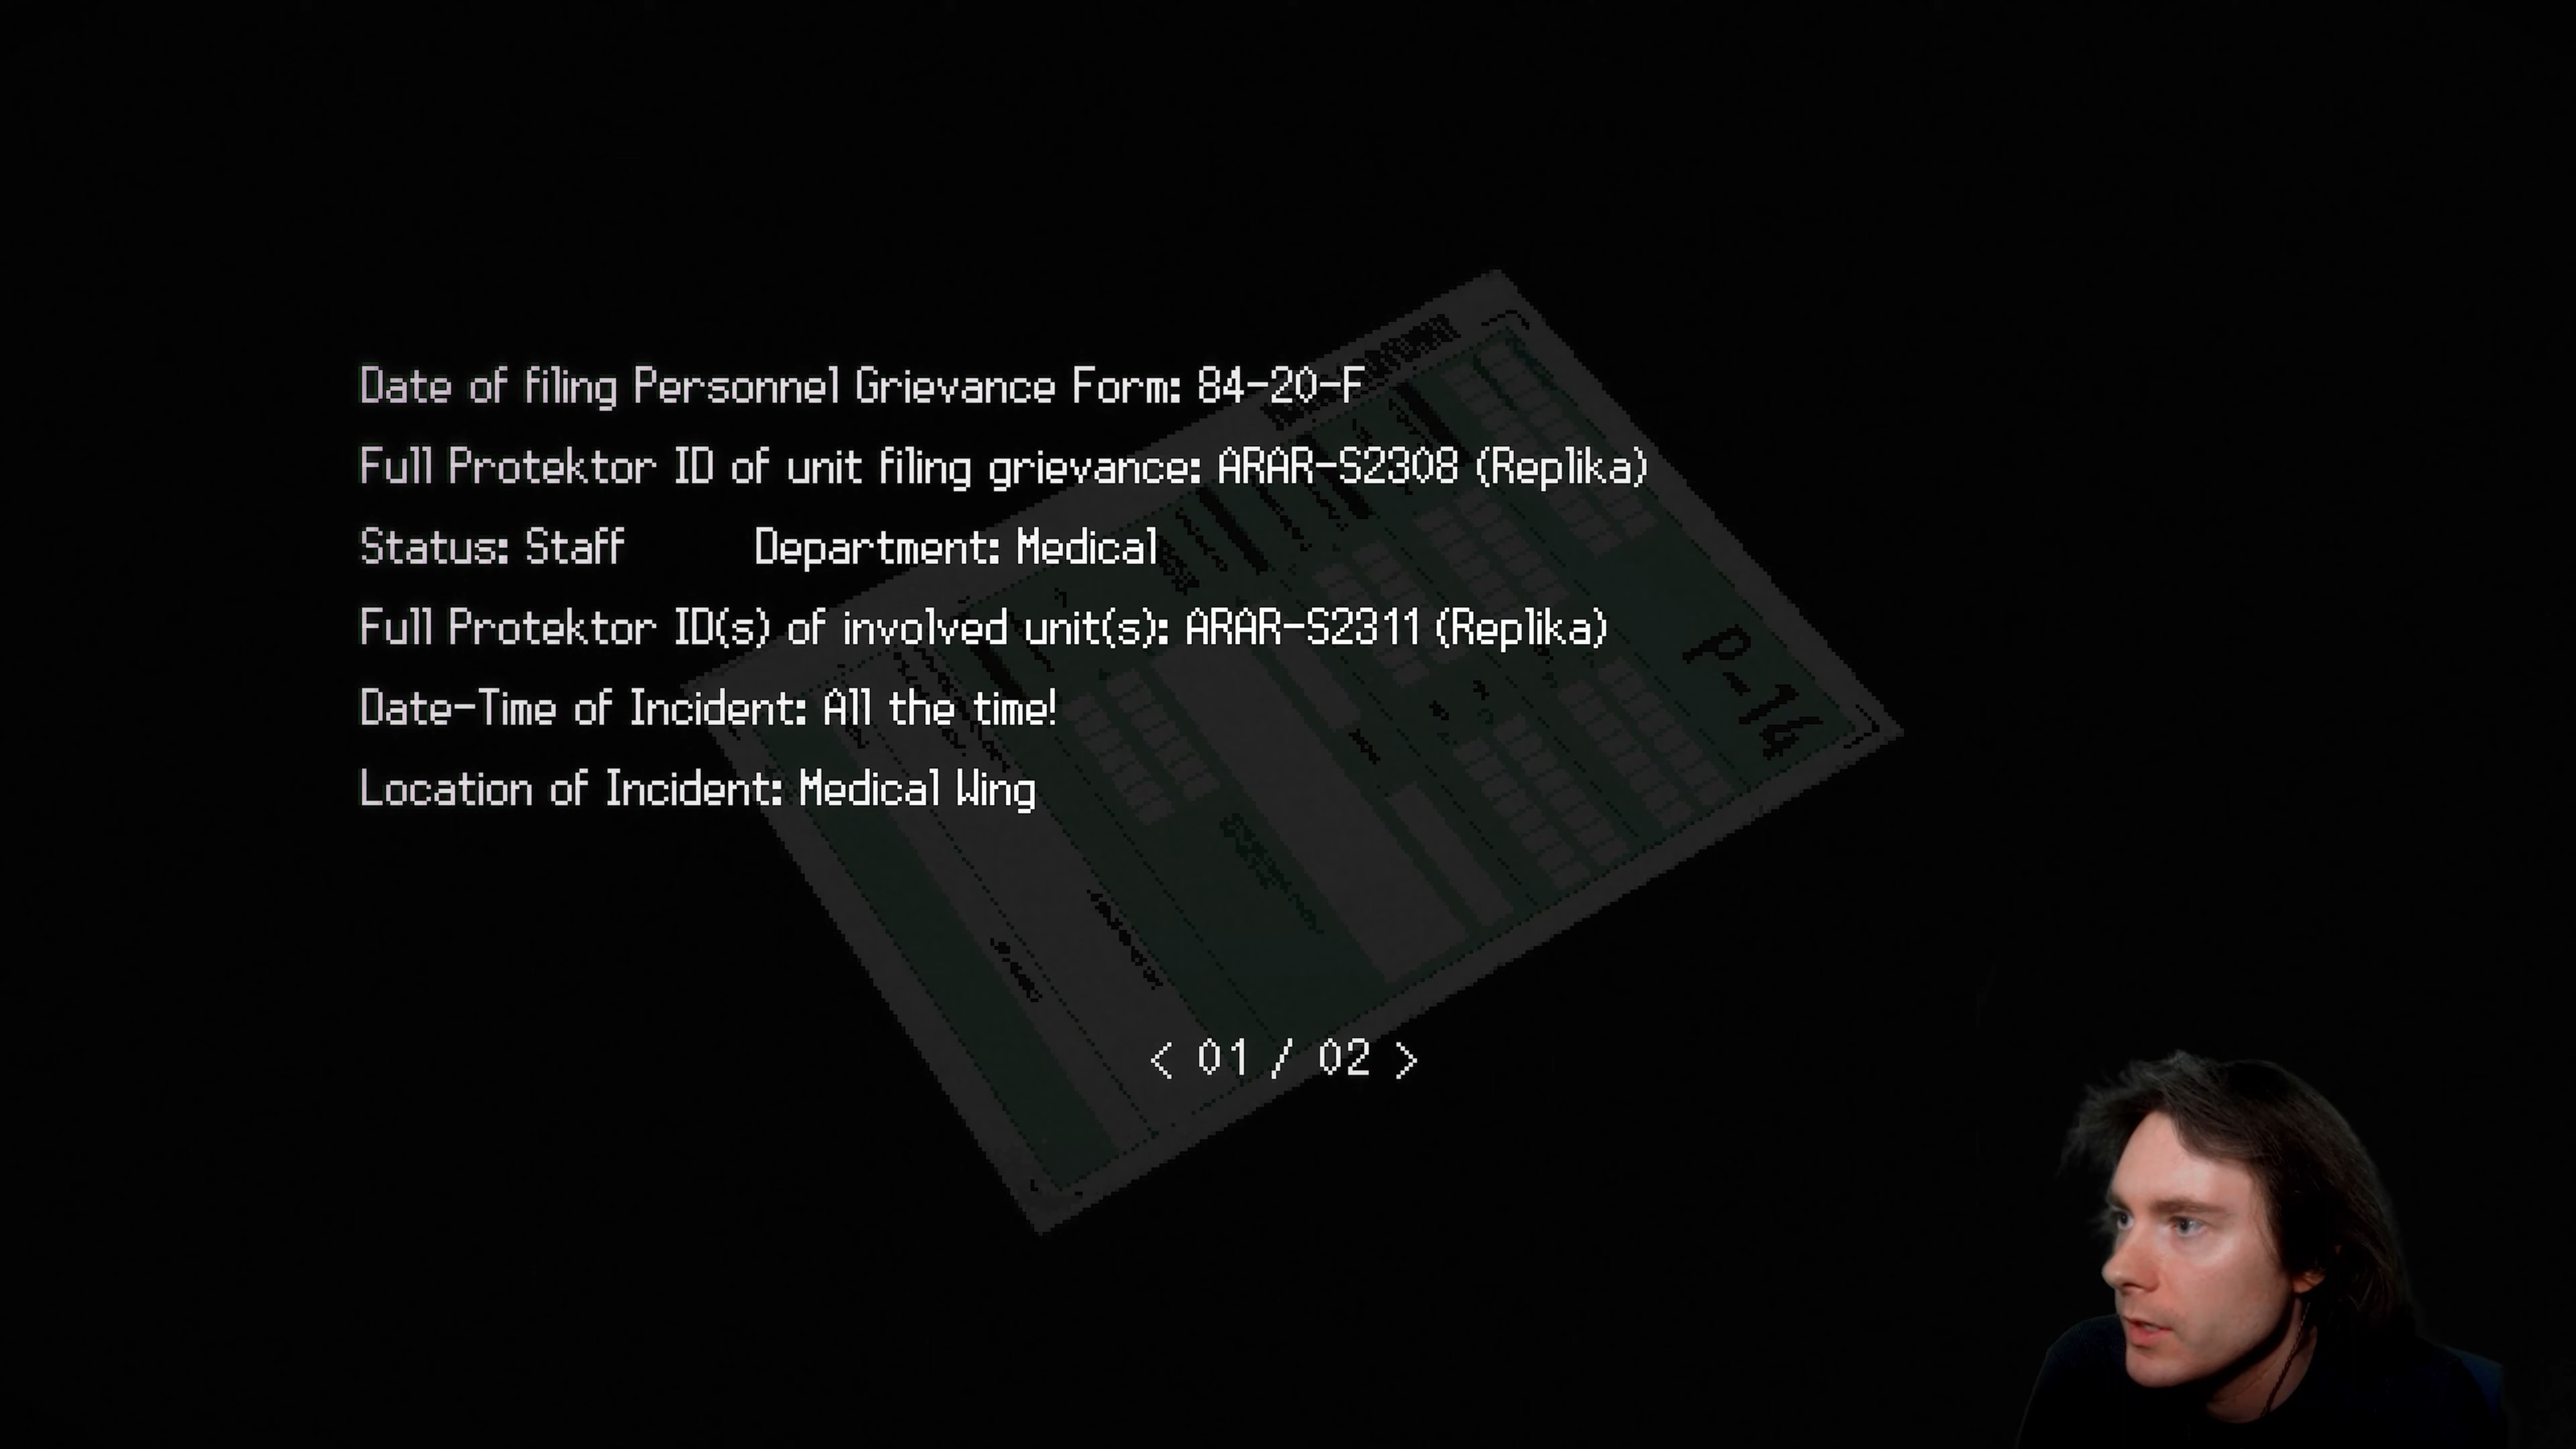 Date of filing Personnel Grievance Form: 84-20-F
Full Protektor ID of unit filing grievance: ARAR-S2308 (Replika)
Status: Staff Department: Medical
Full Protektor ID(s) of involved unit(s): ARAR-S2311 (Replika)
Date-Time of Incident: All the time!
Location of Incident: Medical Wing
P-14
< 01 / 02 >